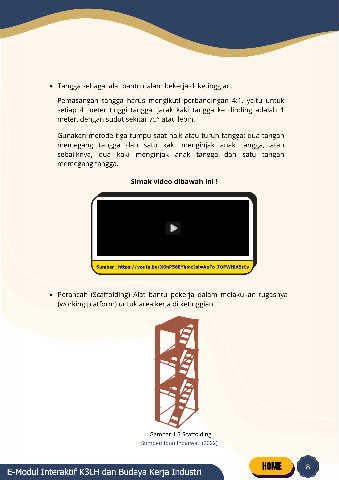 • Tangga sebagai alat bantu dalam bekerja di ketinggian.
Pemasangan tangga harus mengikuti perbandingan 4:1, yaitu untuk
setiap 4 meter tinggi tangga, jarak kaki tangga ke dinding adalah 1
meter, dengan sudut sekitar 75° atau lebih.
Gunakan metode tiga tumpu saat naik atau turun tangga: dua tangan
memegang tangga dan satu kaki menginjak anak tangga, atau
sebaliknya, dua kaki menginjak anak tangga dan satu tangan
memegang tangga.
Simak video dibawah ini !
Sumber : https://youtu.be/
• Perancah (Scaffolding) Alat bantu pekerja dalam melakukan tugasnya
(working platform) untuk area kerja di ketinggian
Gambar 1.5 Scaffolding
Sumber: (2022)
HOME
8
E-Modul Interaktif K3LH dan Budaya Kerja Industri